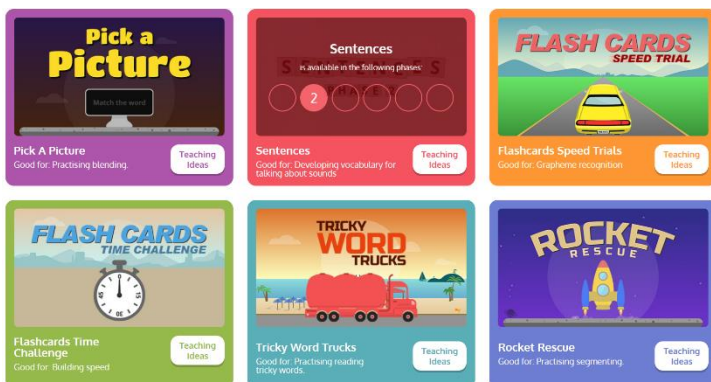 Pick a
Picture
Match the word
Pick A Picture
Good for: Practising blending.
Teaching
Ideas
Sentences
is available in the following phases:
2
Sentences
Good for: Developing vocabulary for
talking about sounds
Teaching
Ideas
FLASH CARDS
SPEED TRIAL
Flashcards Speed Trials
Good for: Grapheme recognition
Teaching
Ideas
FLASH CARDS
TIME CHALLENGE
Flashcards Time
Challenge
Good for: Building speed
Teaching
Ideas
TRICKY
WORD
TRUCKS
Tricky Word Trucks
Good for: Practising reading
tricky words.
Teaching
Ideas
ROCKET
RESCUE
Rocket Rescue
Good for: Practising segmenting.
Teaching
Ideas